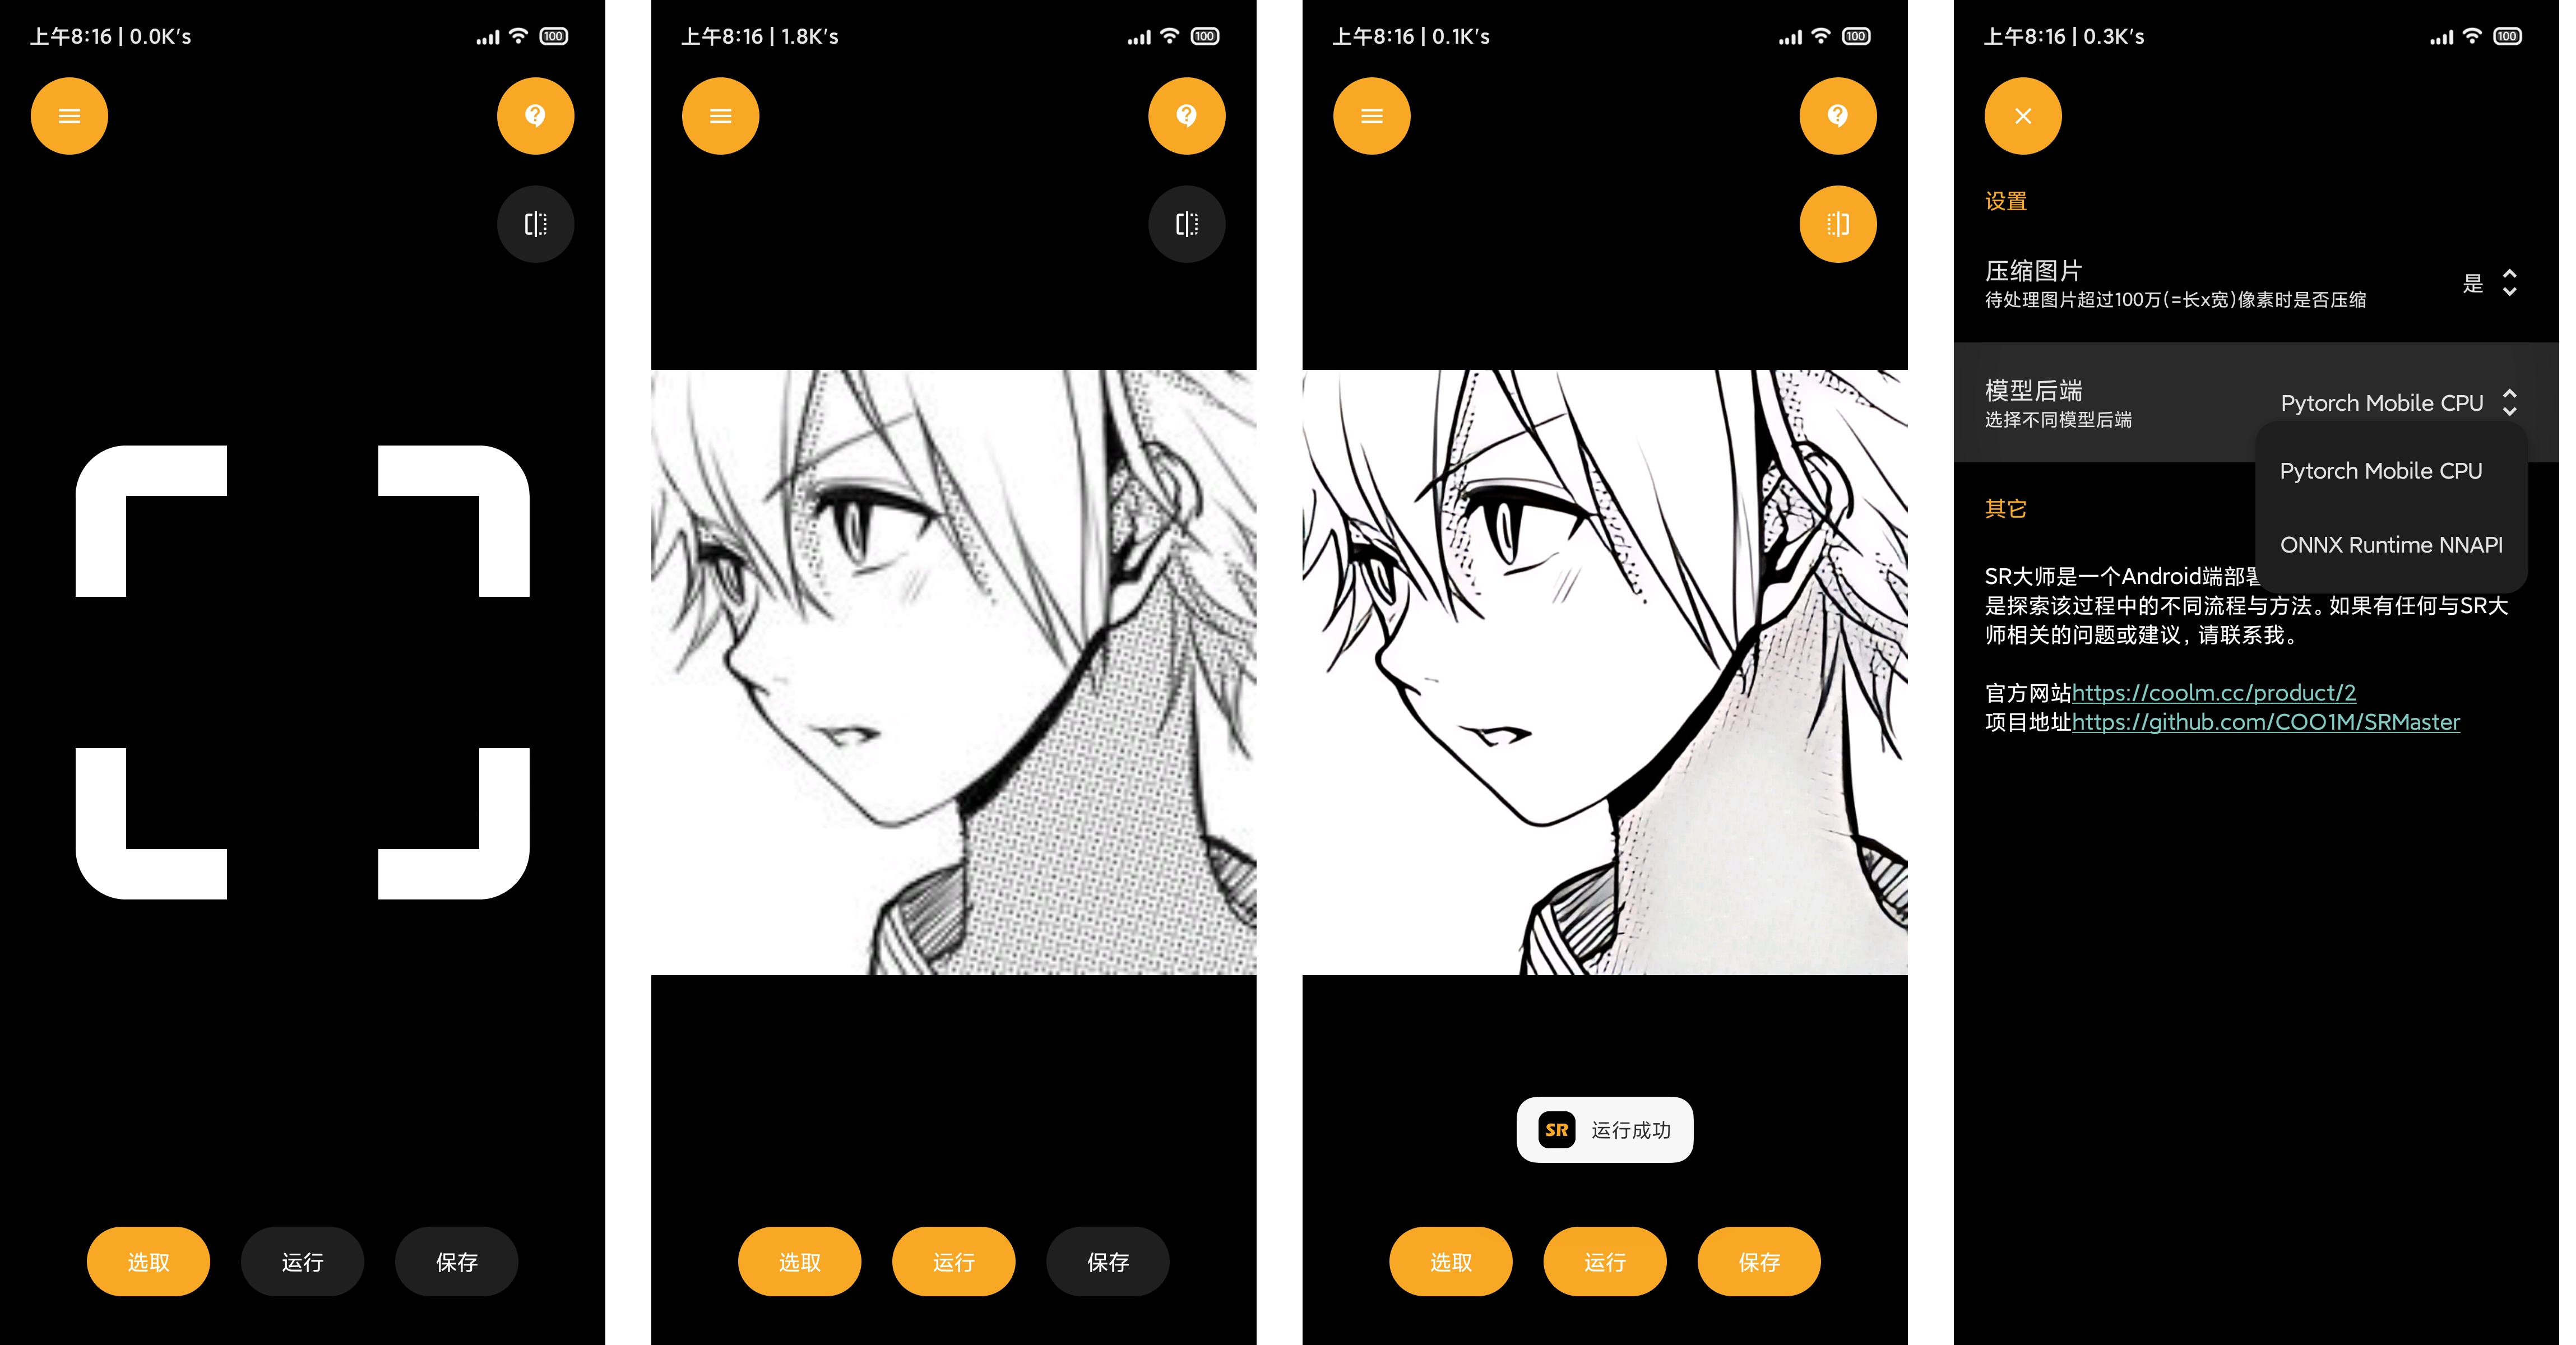 上午8:16 | 0.0K's
100
选取
运行
保存
上午8:16 | 1.8K's
100
选取
运行
保存
上午8:16 | 0.1K's
100
SR 运行成功
选取
运行
保存
上午8:16 | 0.3K's
100
设置
压缩图片
待处理图片超过100万(=长x宽)像素时是否压缩
是
模型后端
选择不同模型后端
Pytorch Mobile CPU
Pytorch Mobile CPU
ONNX Runtime NNAPI
其它
SR大师是一个Android端部署
是探索该过程中的不同流程与方法。如果有任何与SR大
师相关的问题或建议，请联系我。
官方网站https://coolm.cc/product/2
项目地址https://github.com/COO1M/SRMaster